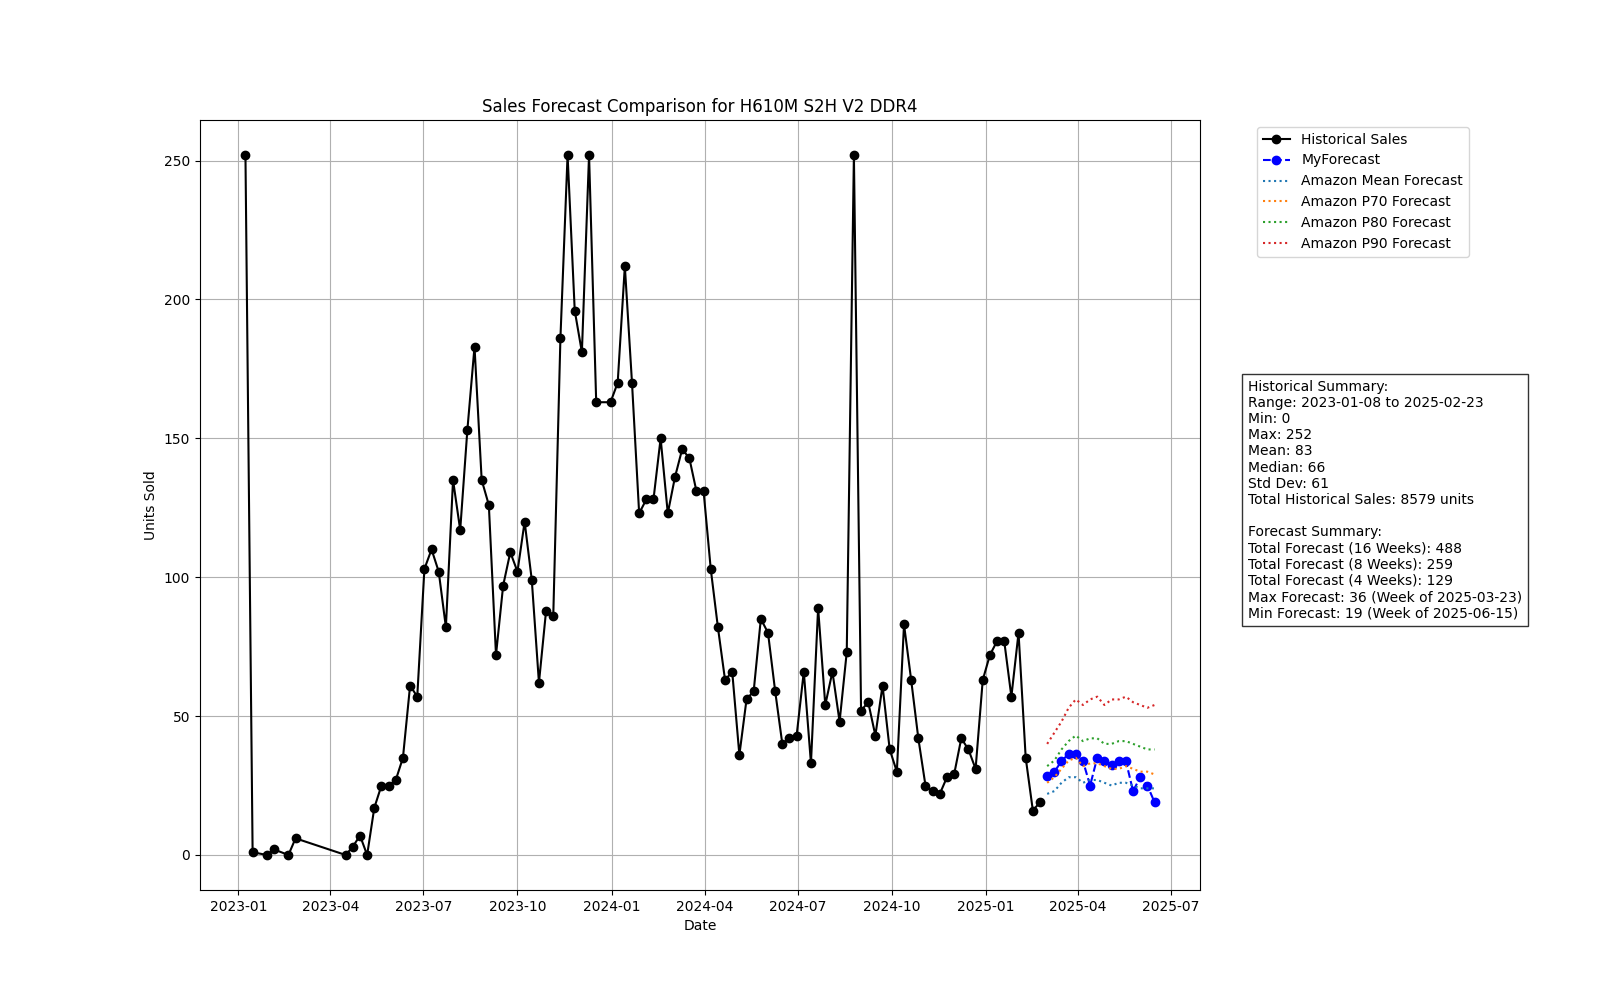 Sales Forecast Comparison for H610M S2H V2 DDR4
Historical Sales
MyForecast
Amazon Mean Forecast
Amazon P70 Forecast
Amazon P80 Forecast
Amazon P90 Forecast
250
200
150
100
50
0
Units Sold
Historical Summary:
Range: 2023-01-08 to 2025-02-23
Min: 0
Max: 252
Mean: 83
Median: 66
Std Dev: 61
Total Historical Sales: 8579 units
Forecast Summary:
Total Forecast (16 Weeks): 488
Total Forecast (8 Weeks): 259
Total Forecast (4 Weeks): 129
Max Forecast: 36 (Week of 2025-03-23)
Min Forecast: 19 (Week of 2025-06-15)
2023-01 2023-04 2023-07 2023-10 2024-01 2024-04 2024-07 2024-10 2025-01 2025-04 2025-07
Date